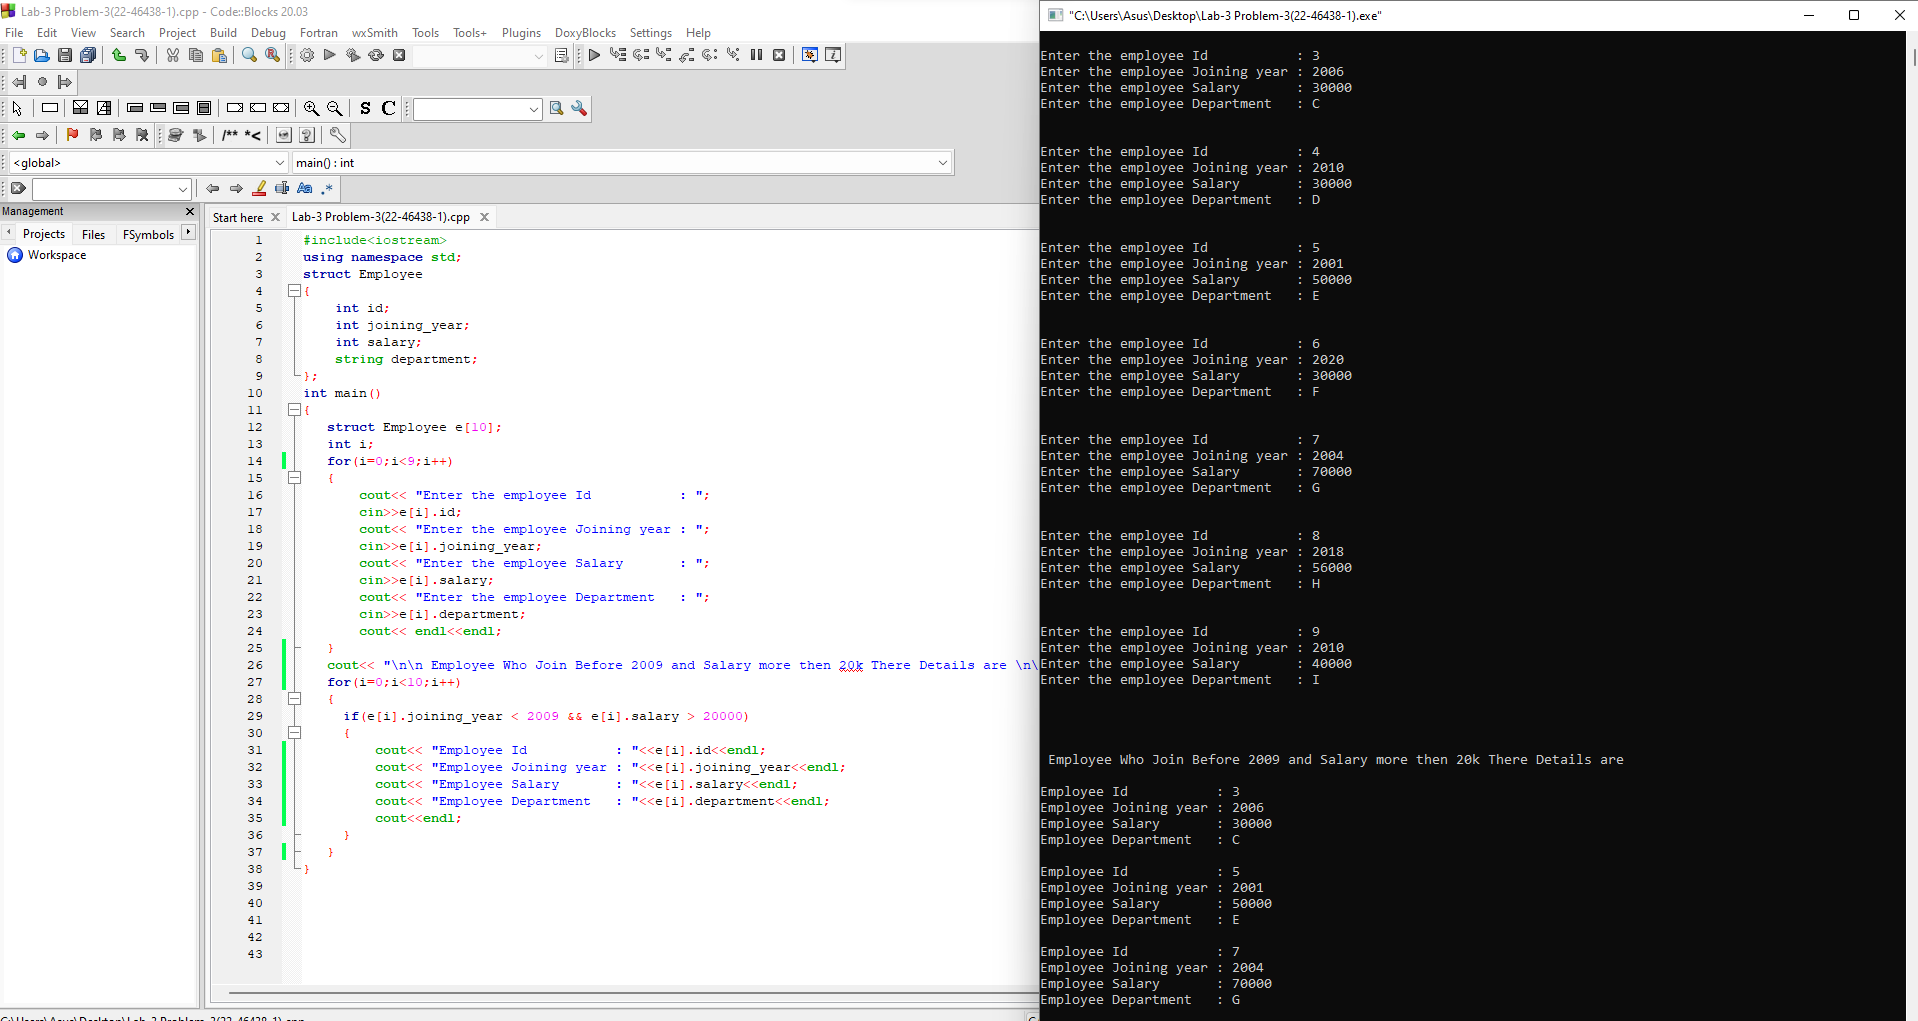 Lab-3 Problem-3(22-46438-1).cpp - Code::Blocks 20.03
File Edit View Search Project Build Debug Fortran wxSmith Tools Tools+ Plugins DoxyBlocks Settings Help
S C
/** *<
<global> main() : int
Aa .*
Management
Projects Files FSymbols
Workspace
Start here Lab-3 Problem-3(22-46438-1).cpp
1 #include<iostream>
2 using namespace std;
3 struct Employee
4 {
5 int id;
6 int joining_year;
7 int salary;
8 string department;
9 };
10 int main()
11 {
12 struct Employee e[10];
13 int i;
14 for(i=0;i<9;i++)
15 {
16 cout<< "Enter the employee Id           : ";
17 cin>>e[i].id;
18 cout<< "Enter the employee Joining year : ";
19 cin>>e[i].joining_year;
20 cout<< "Enter the employee Salary       : ";
21 cin>>e[i].salary;
22 cout<< "Enter the employee Department   : ";
23 cin>>e[i].department;
24 cout<< endl<<endl;
25 }
26 cout<< "\n\n Employee Who Join Before 2009 and Salary more then 20k There Details are \n\
27 for(i=0;i<10;i++)
28 {
29 if(e[i].joining_year < 2009 && e[i].salary > 20000)
30 {
31 cout<< "Employee Id           : "<<e[i].id<<endl;
32 cout<< "Employee Joining year : "<<e[i].joining_year<<endl;
33 cout<< "Employee Salary       : "<<e[i].salary<<endl;
34 cout<< "Employee Department   : "<<e[i].department<<endl;
35 cout<<endl;
36 }
37 }
38 }
39
40
41
42
43
"C:\Users\Asus\Desktop\Lab-3 Problem-3(22-46438-1).exe"
Enter the employee Id           : 3
Enter the employee Joining year : 2006
Enter the employee Salary       : 30000
Enter the employee Department   : C
Enter the employee Id           : 4
Enter the employee Joining year : 2010
Enter the employee Salary       : 30000
Enter the employee Department   : D
Enter the employee Id           : 5
Enter the employee Joining year : 2001
Enter the employee Salary       : 50000
Enter the employee Department   : E
Enter the employee Id           : 6
Enter the employee Joining year : 2020
Enter the employee Salary       : 30000
Enter the employee Department   : F
Enter the employee Id           : 7
Enter the employee Joining year : 2004
Enter the employee Salary       : 70000
Enter the employee Department   : G
Enter the employee Id           : 8
Enter the employee Joining year : 2018
Enter the employee Salary       : 56000
Enter the employee Department   : H
Enter the employee Id           : 9
Enter the employee Joining year : 2010
Enter the employee Salary       : 40000
Enter the employee Department   : I
Employee Who Join Before 2009 and Salary more then 20k There Details are
Employee Id           : 3
Employee Joining year : 2006
Employee Salary       : 30000
Employee Department   : C
Employee Id           : 5
Employee Joining year : 2001
Employee Salary       : 50000
Employee Department   : E
Employee Id           : 7
Employee Joining year : 2004
Employee Salary       : 70000
Employee Department   : G